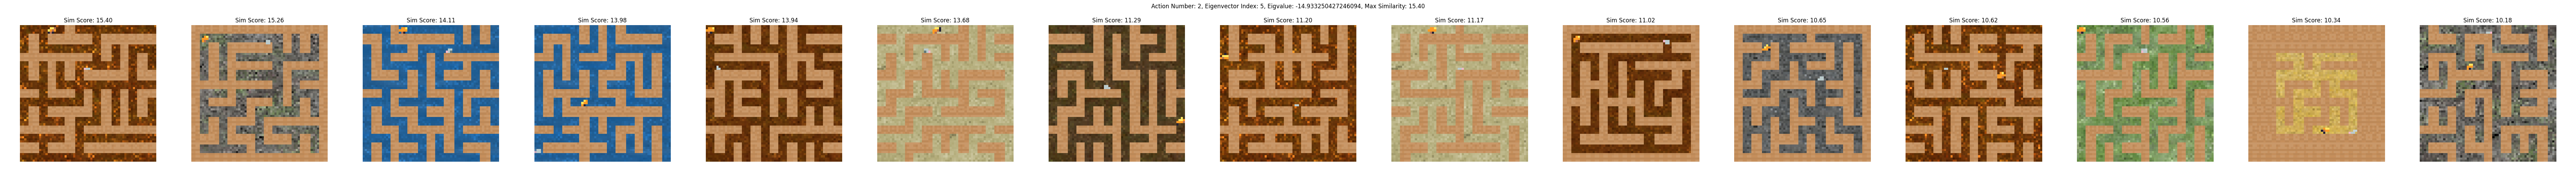 Action Number: 2, Eigenvector Index: 5, Eigvalue: -14.933250427246094, Max Similarity: 15.40
Sim Score: 15.40
Sim Score: 15.26
Sim Score: 14.11
Sim Score: 13.98
Sim Score: 13.94
Sim Score: 13.68
Sim Score: 11.29
Sim Score: 11.20
Sim Score: 11.17
Sim Score: 11.02
Sim Score: 10.65
Sim Score: 10.62
Sim Score: 10.56
Sim Score: 10.34
Sim Score: 10.18